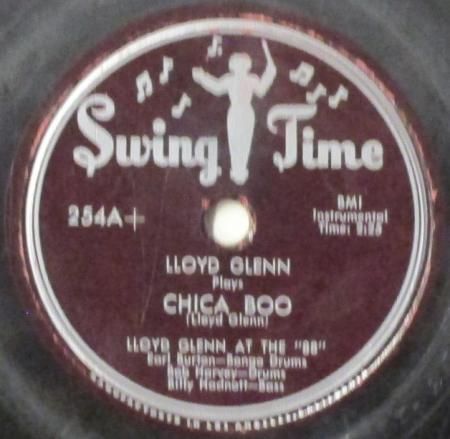 Swing Time
254A+
BMI
Instrumental
LLOYD GLENN
Plays
CHICA BOO
(Lloyd Glenn)
LLOYD GLENN AT THE "88"
Earl Burton—Bongo Drums
Bob Harvey—Drums
Billy Hadnott—Bass